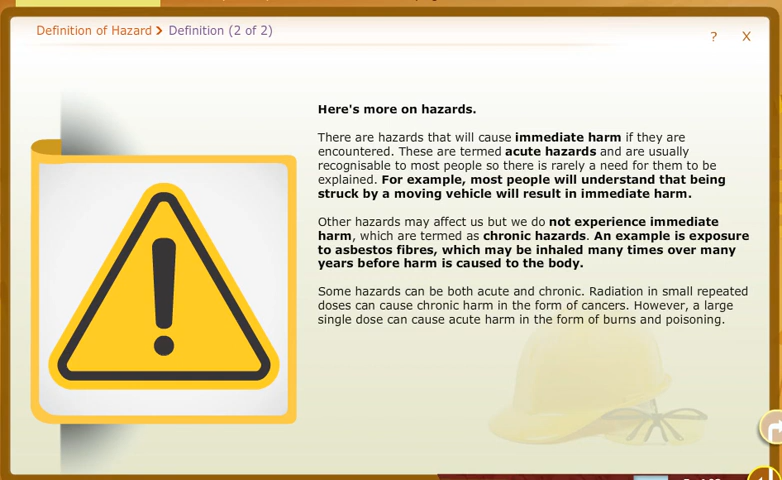 Definition of Hazard > Definition (2 of 2)
? X
Here's more on hazards.
There are hazards that will cause immediate harm if they are
encountered. These are termed acute hazards and are usually
recognisable to most people so there is rarely a need for them to be
explained. For example, most people will understand that being
struck by a moving vehicle will result in immediate harm.
Other hazards may affect us but we do not experience immediate
harm, which are termed as chronic hazards. An example is exposure
to asbestos fibres, which may be inhaled many times over many
years before harm is caused to the body.
Some hazards can be both acute and chronic. Radiation in small repeated
doses can cause chronic harm in the form of cancers. However, a large
single dose can cause acute harm in the form of burns and poisoning.
!